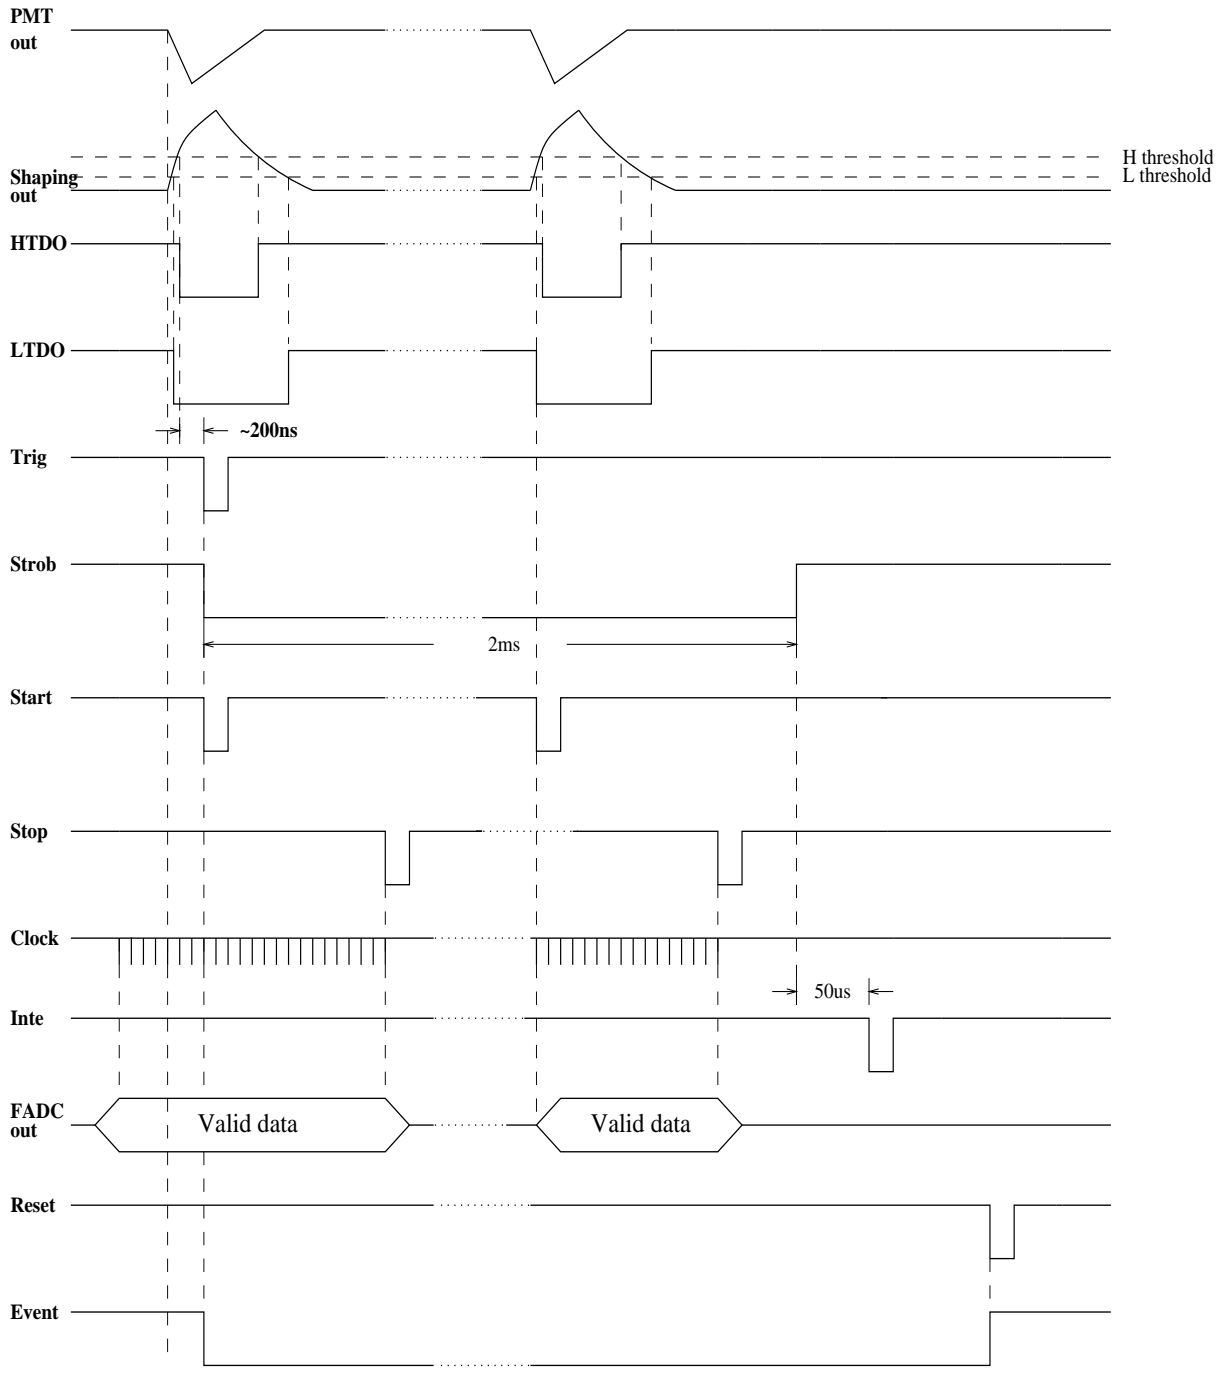 PMT
out
H threshold
Shaping
L threshold
out
HTDO
LTDO
~200ns
Trig
Strob
2ms
Start
Stop
Clock
50us
Inte
FADC
out
Valid data
Valid data
Reset
Event